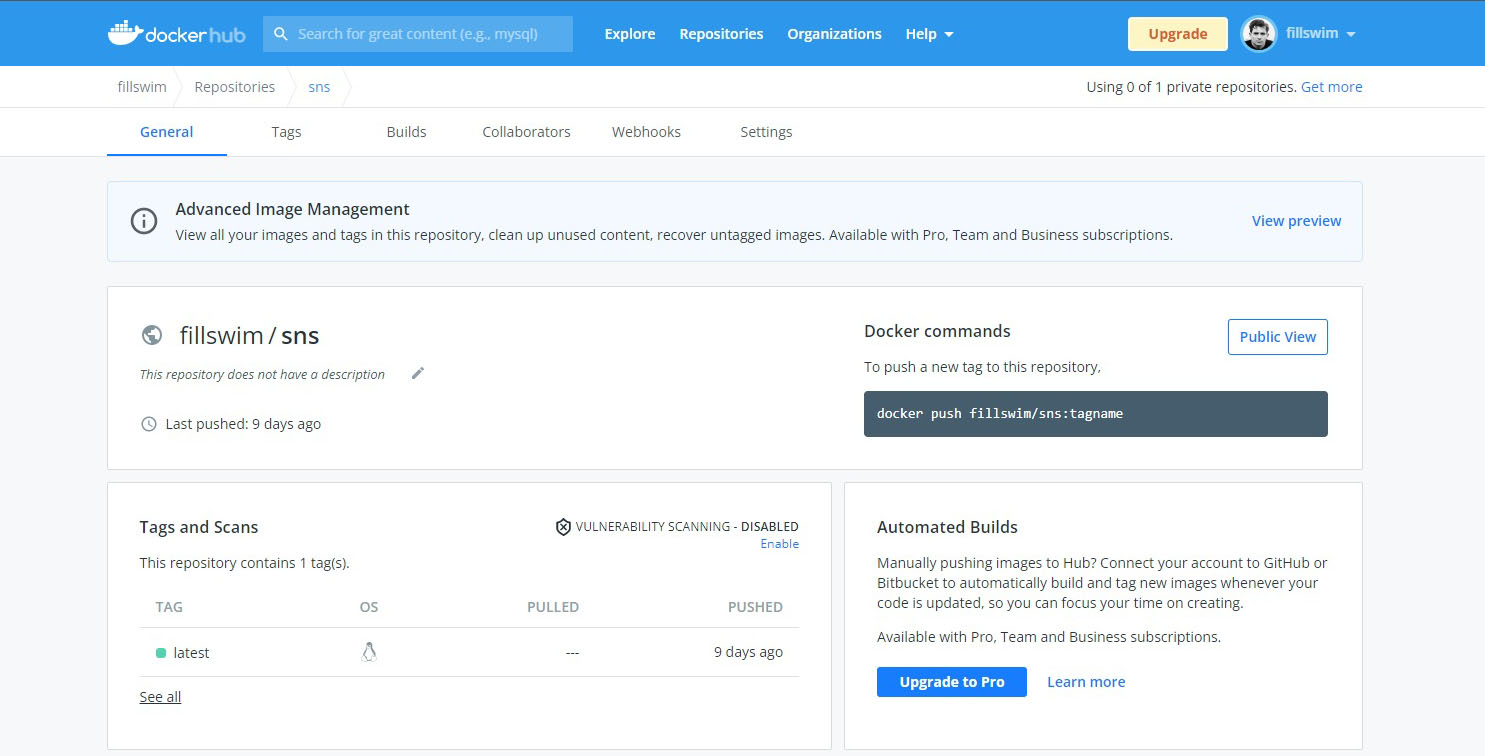 dockerhub Search for great content (e.g., mysql) Explore Repositories Organizations Help Upgrade fillswim
fillswim Repositories sns Using 0 of 1 private repositories. Get more
General Tags Builds Collaborators Webhooks Settings
Advanced Image Management
View all your images and tags in this repository, clean up unused content, recover untagged images. Available with Pro, Team and Business subscriptions.
View preview
fillswim / sns
This repository does not have a description
Last pushed: 9 days ago
Docker commands
Public View
To push a new tag to this repository,
docker push fillswim/sns:tagname
Tags and Scans
VULNERABILITY SCANNING - DISABLED
Enable
This repository contains 1 tag(s).
TAG OS PULLED PUSHED
latest --- 9 days ago
See all
Automated Builds
Manually pushing images to Hub? Connect your account to GitHub or
Bitbucket to automatically build and tag new images whenever your
code is updated, so you can focus your time on creating.
Available with Pro, Team and Business subscriptions.
Upgrade to Pro Learn more